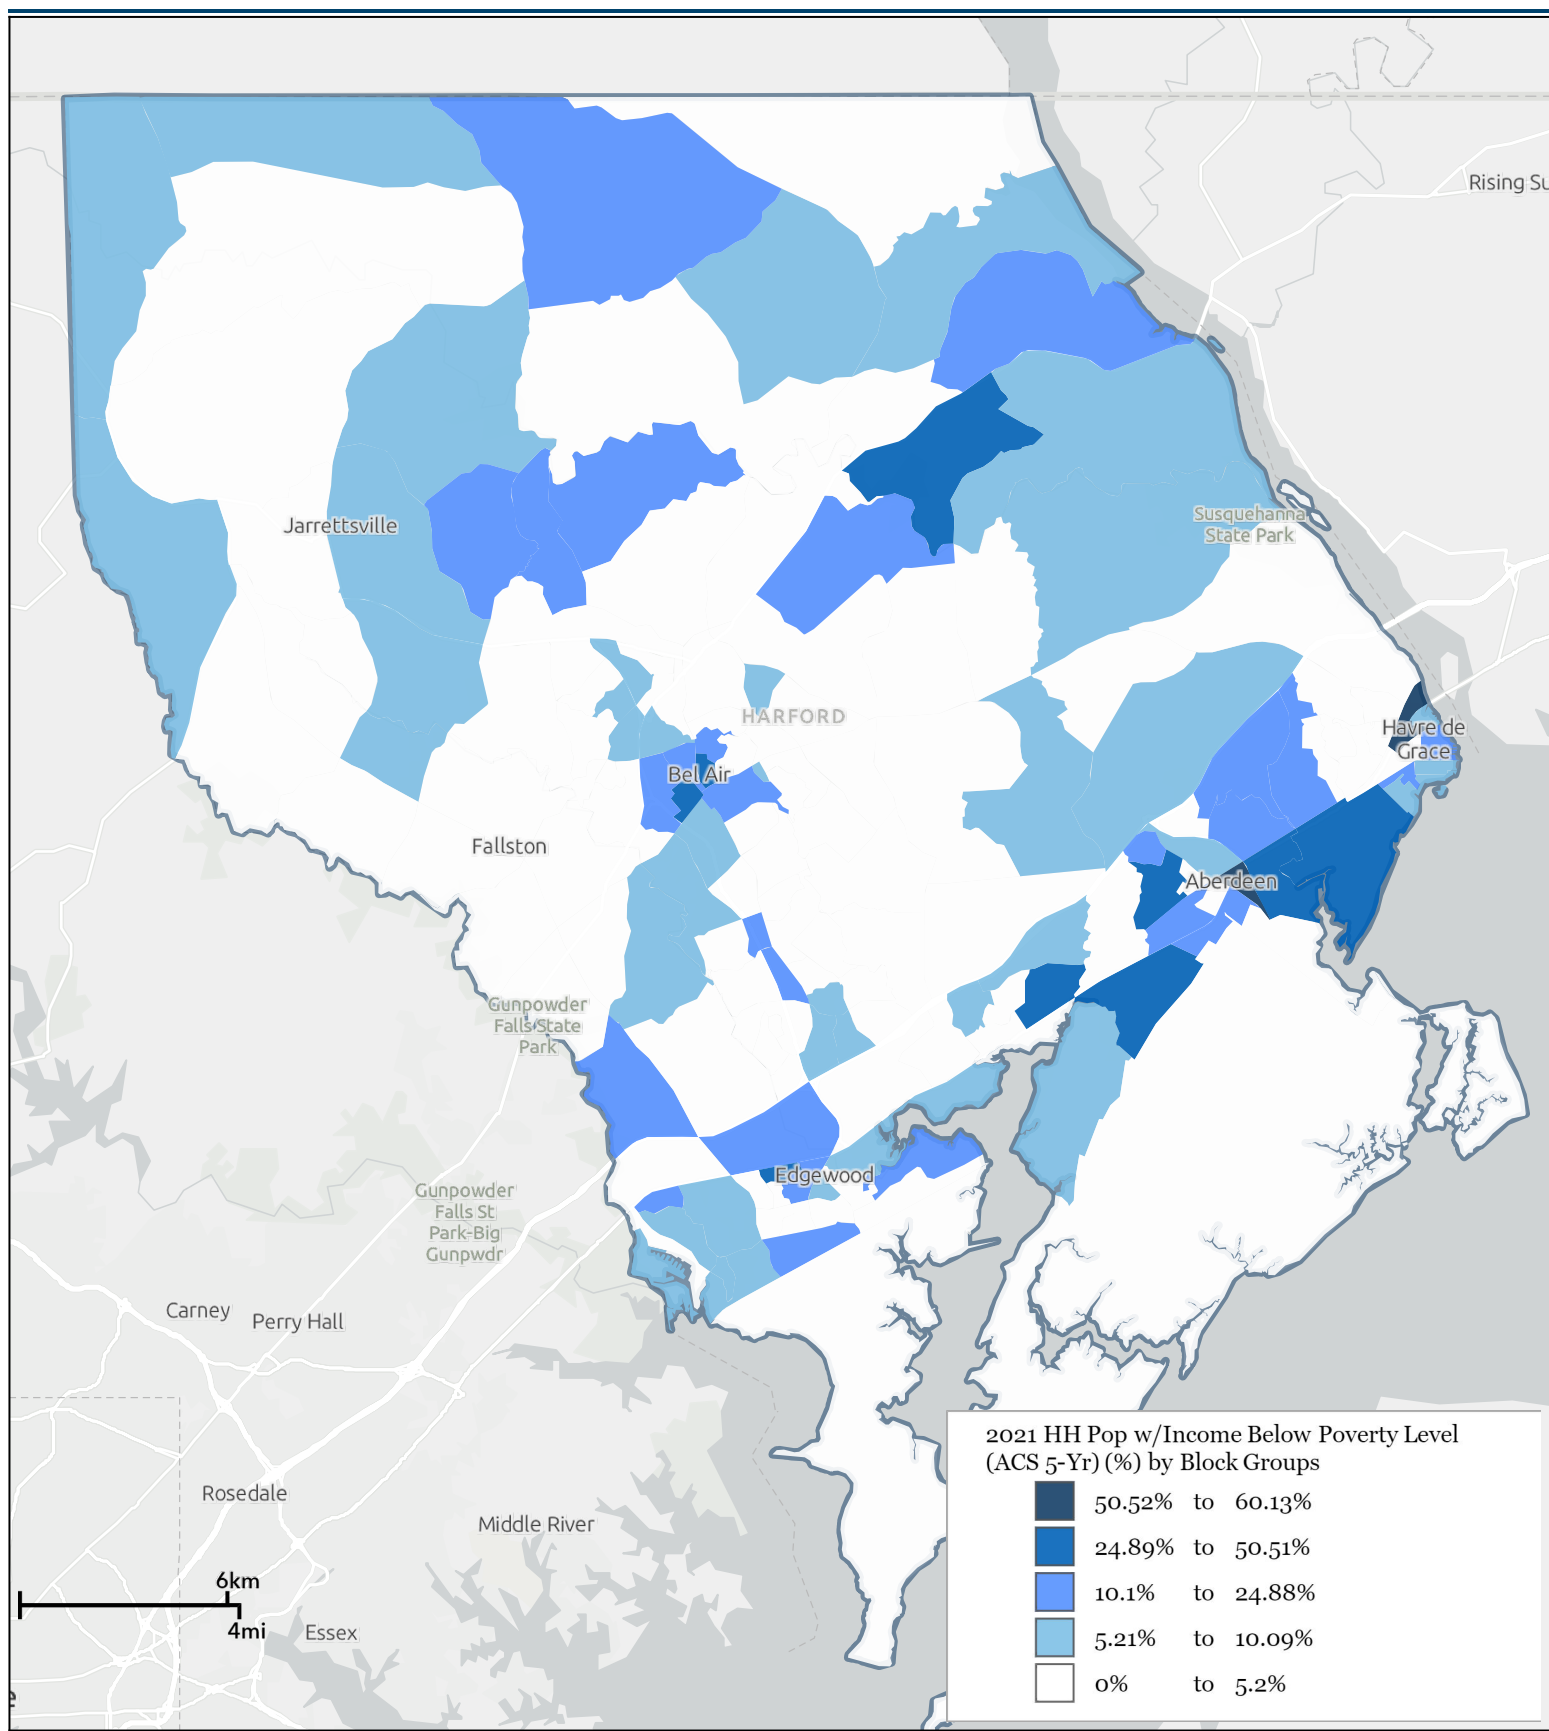 Rising Su
Jarrettsville
Susquehanna
State Park
HARFORD
Havre de
Grace
Bel Air
Fallston
Aberdeen
Gunpowder
Falls State
Park
Edgewood
Gunpowder
Falls St
Park-Big
Gunpwdr
Carney
Perry Hall
Rosedale
Middle River
6km
4mi
Essex
2021 HH Pop w/Income Below Poverty Level
(ACS 5-Yr) (%) by Block Groups
50.52% to 60.13%
24.89% to 50.51%
10.1% to 24.88%
5.21% to 10.09%
0% to 5.2%